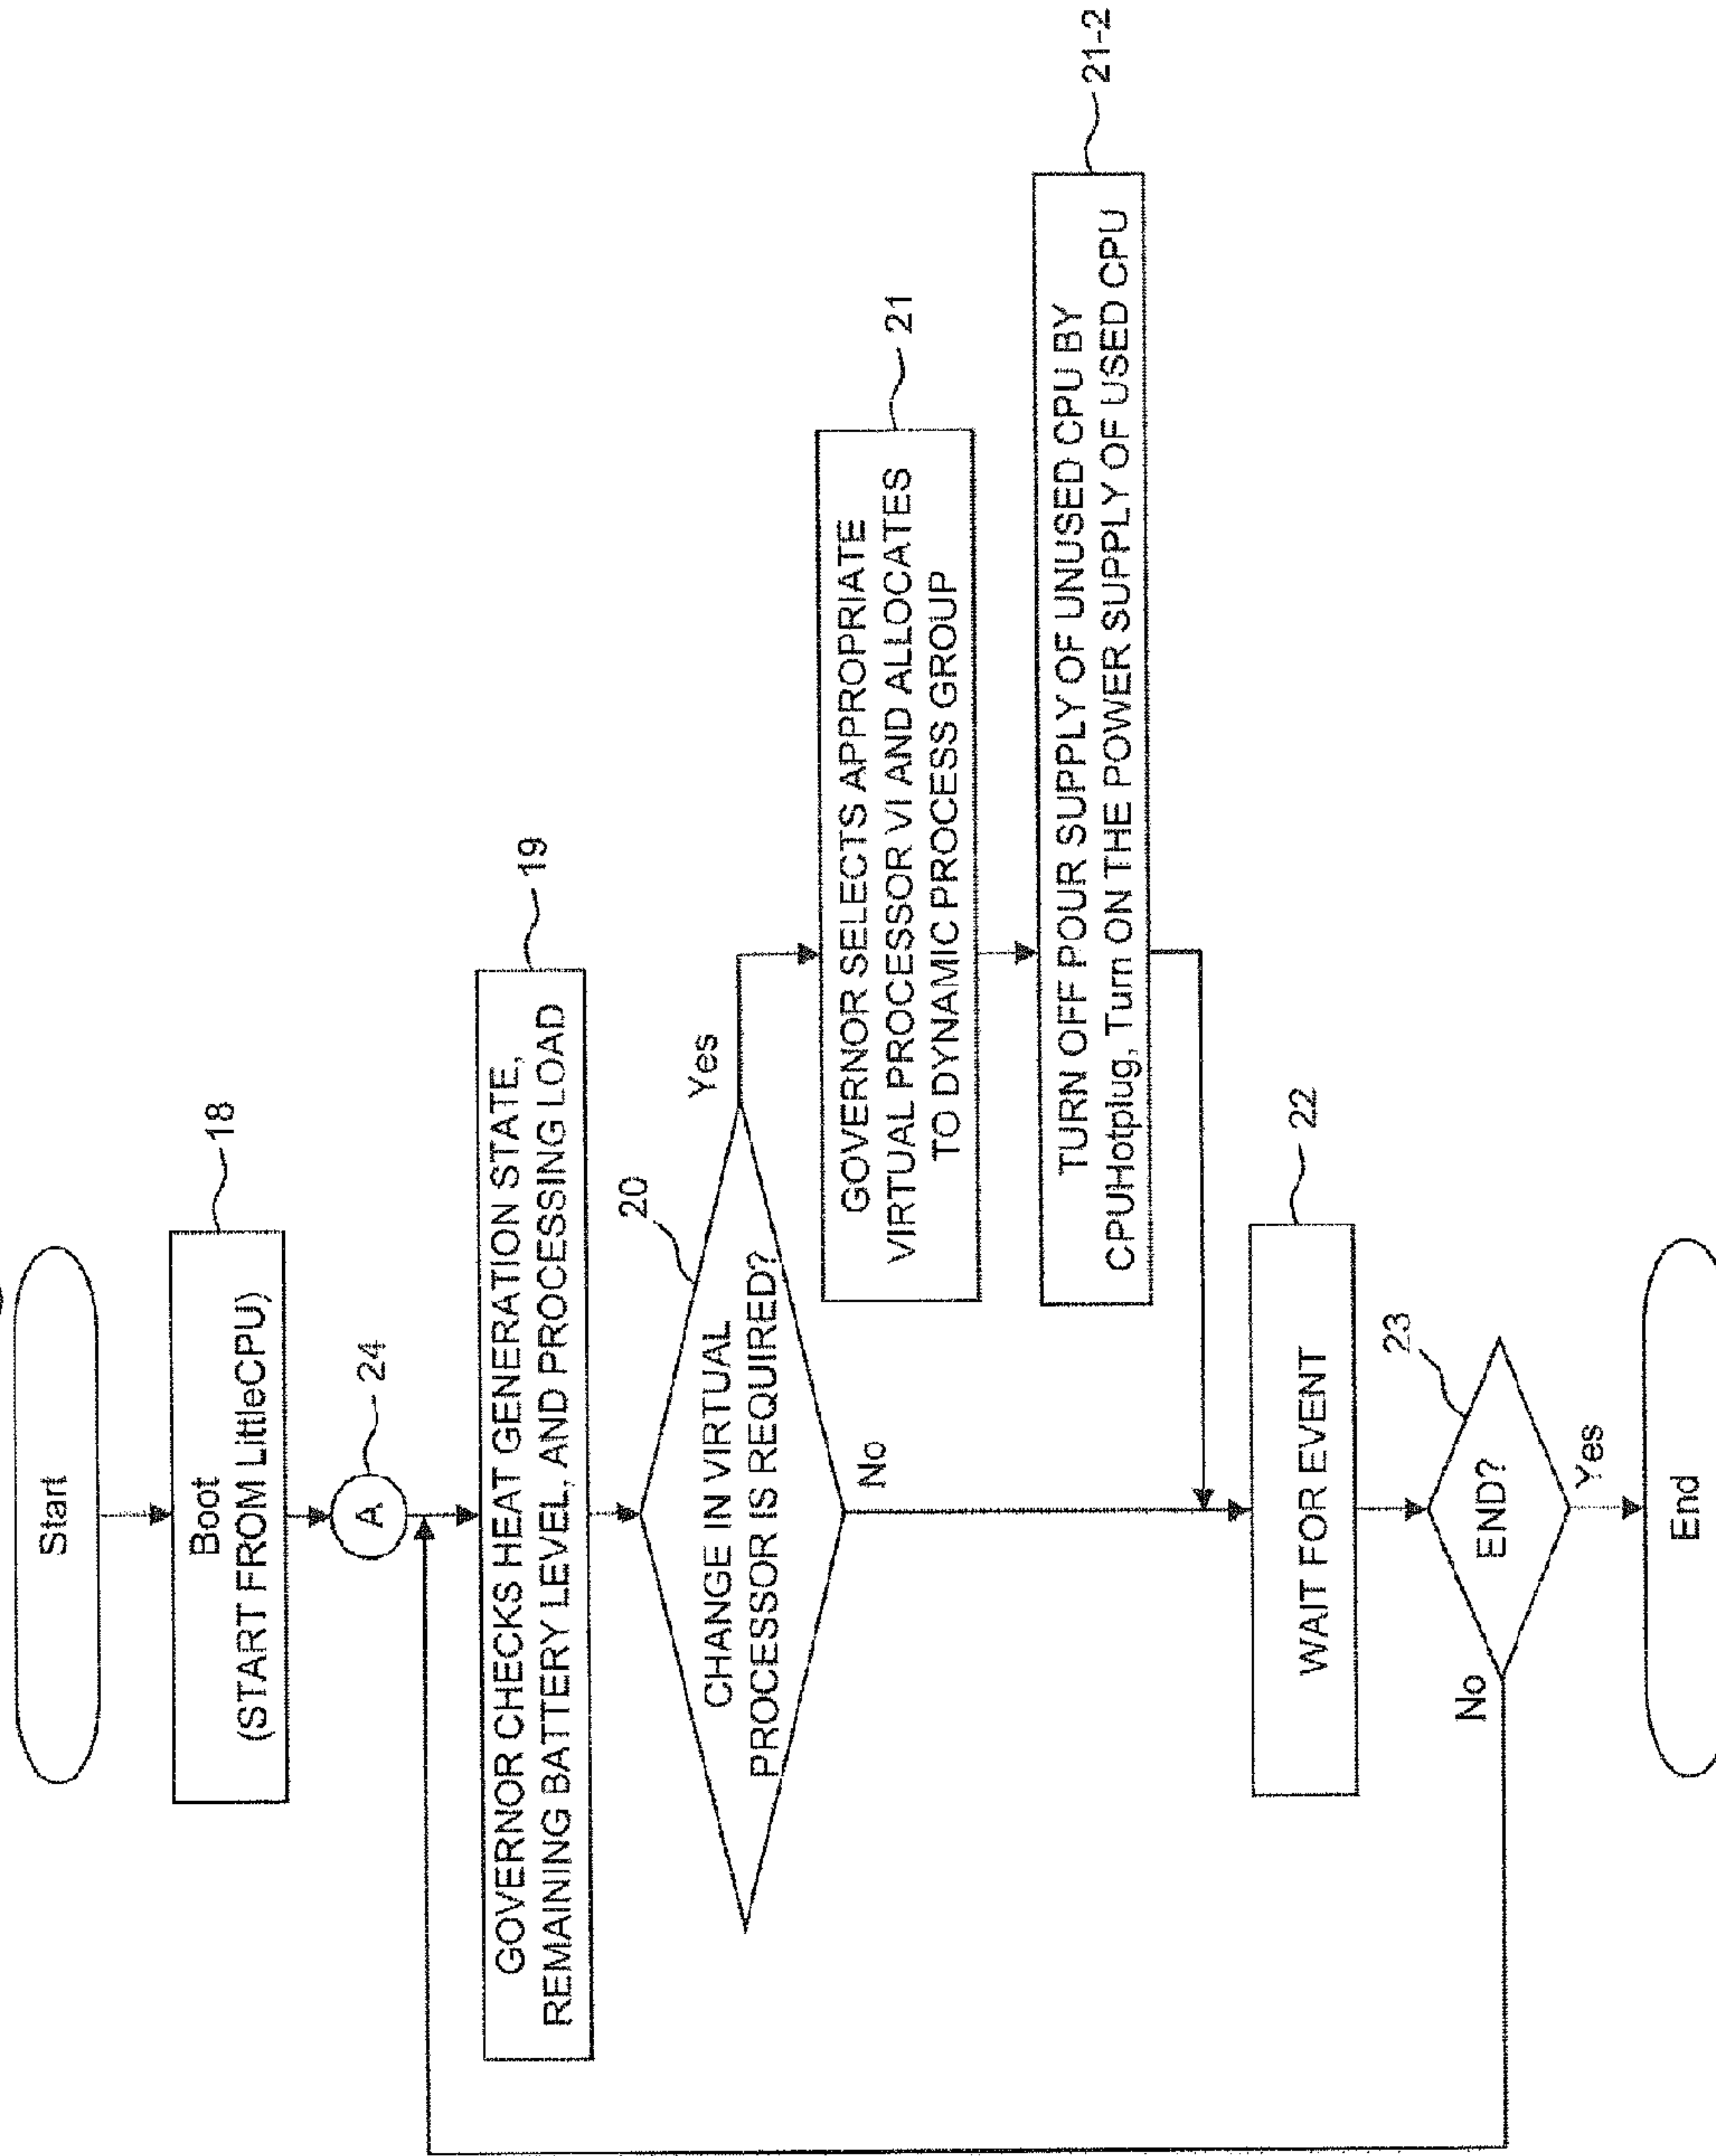 Start
Boot
(START FROM LittleCPU)
18
A
24
GOVERNOR CHECKS HEAT GENERATION STATE,
REMAINING BATTERY LEVEL, AND PROCESSING LOAD
19
CHANGE IN VIRTUAL
PROCESSOR IS REQUIRED?
20
Yes
No
GOVERNOR SELECTS APPROPRIATE
VIRTUAL PROCESSOR VI AND ALLOCATES
TO DYNAMIC PROCESS GROUP
21
TURN OFF POUR SUPPLY OF UNUSED CPU BY
CPUHotplug, Turn ON THE POWER SUPPLY OF USED CPU
21-2
WAIT FOR EVENT
22
END?
23
No
Yes
End